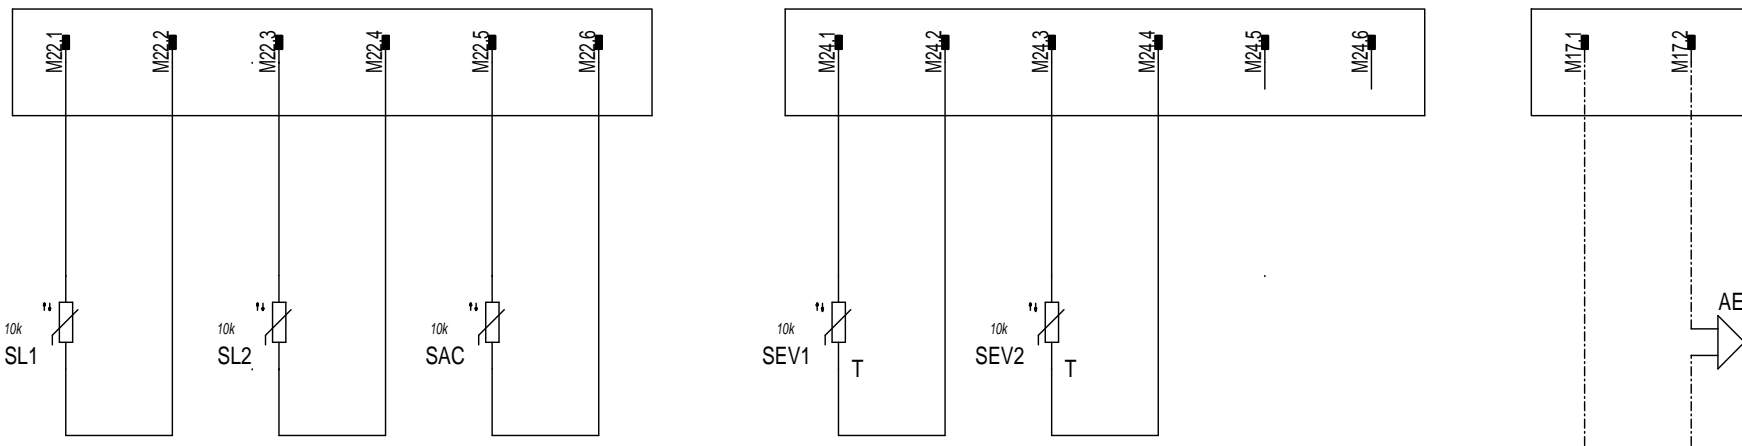 M22.1
M22.2
M22.3
M22.4
M22.5
M22.6
M24.1
M24.2
M24.3
M24.4
M24.5
M24.6
M17.1
M17.2
10k
SL1
10k
SL2
10k
SAC
10k
SEV1
T
10k
SEV2
T
AE